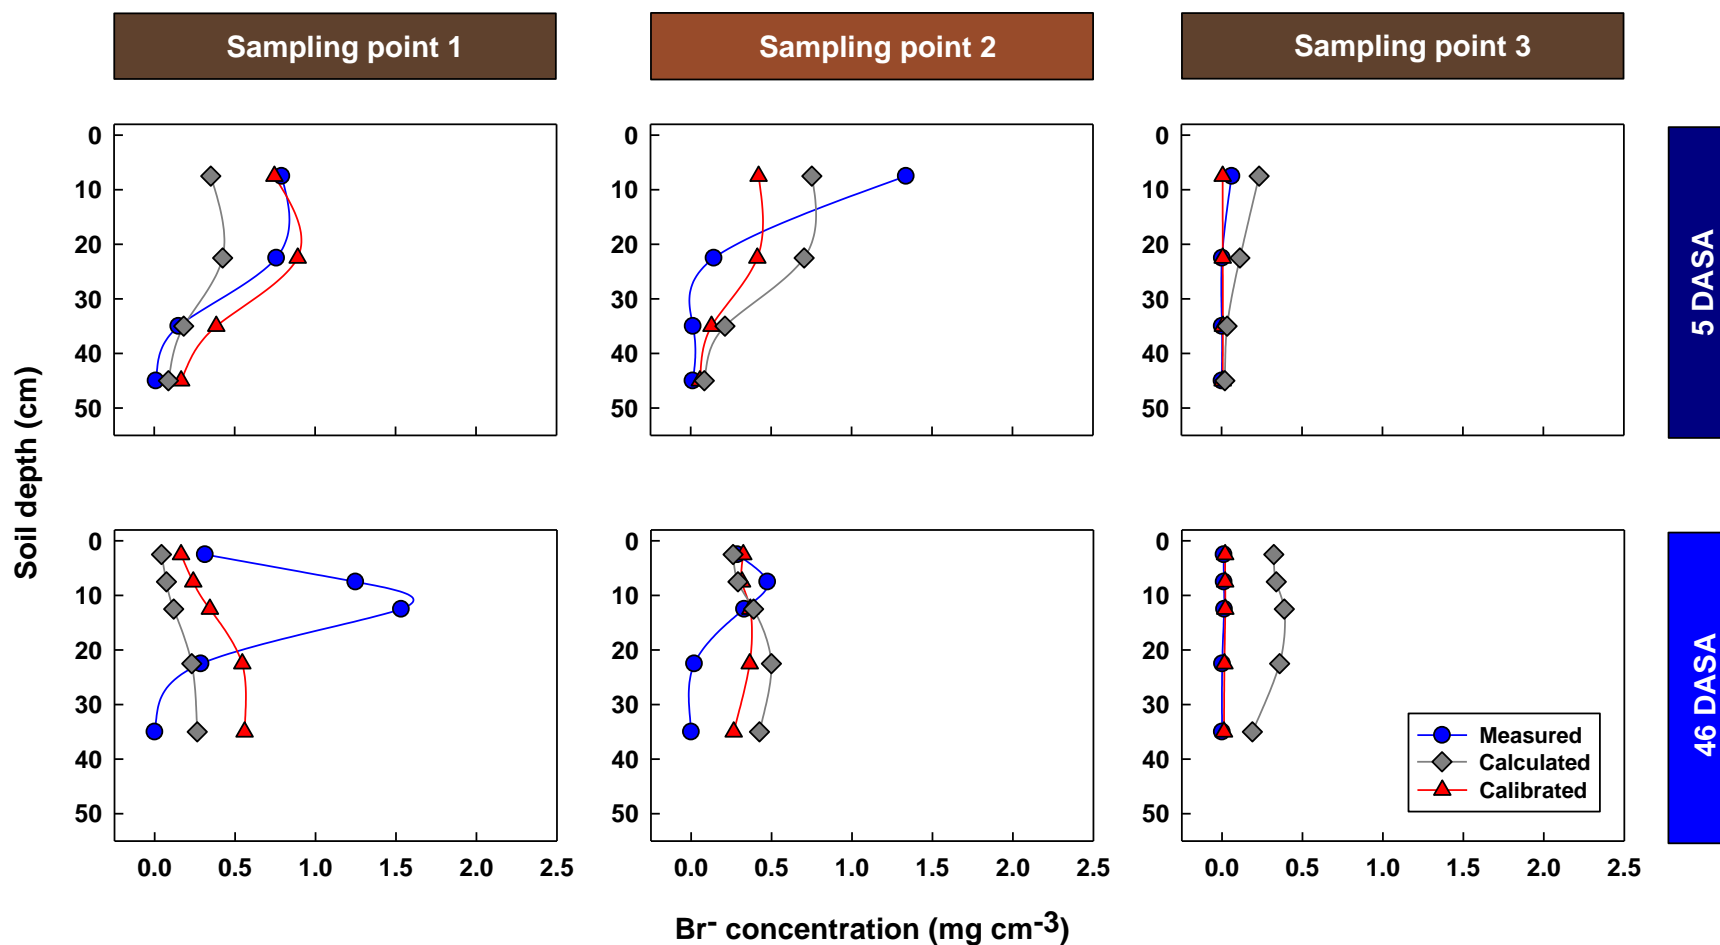 Sampling point 1
Sampling point 2
Sampling point 3
0
10
20
30
40
50
0
10
20
30
40
50
0
10
20
30
40
50
5 DASA
Soil depth (cm)
0
10
20
30
40
50
0
10
20
30
40
50
0
10
20
30
40
50
Measured
Calculated
Calibrated
46 DASA
0.0 0.5 1.0 1.5 2.0 2.5
0.0 0.5 1.0 1.5 2.0 2.5
0.0 0.5 1.0 1.5 2.0 2.5
Br⁻ concentration (mg cm⁻³)